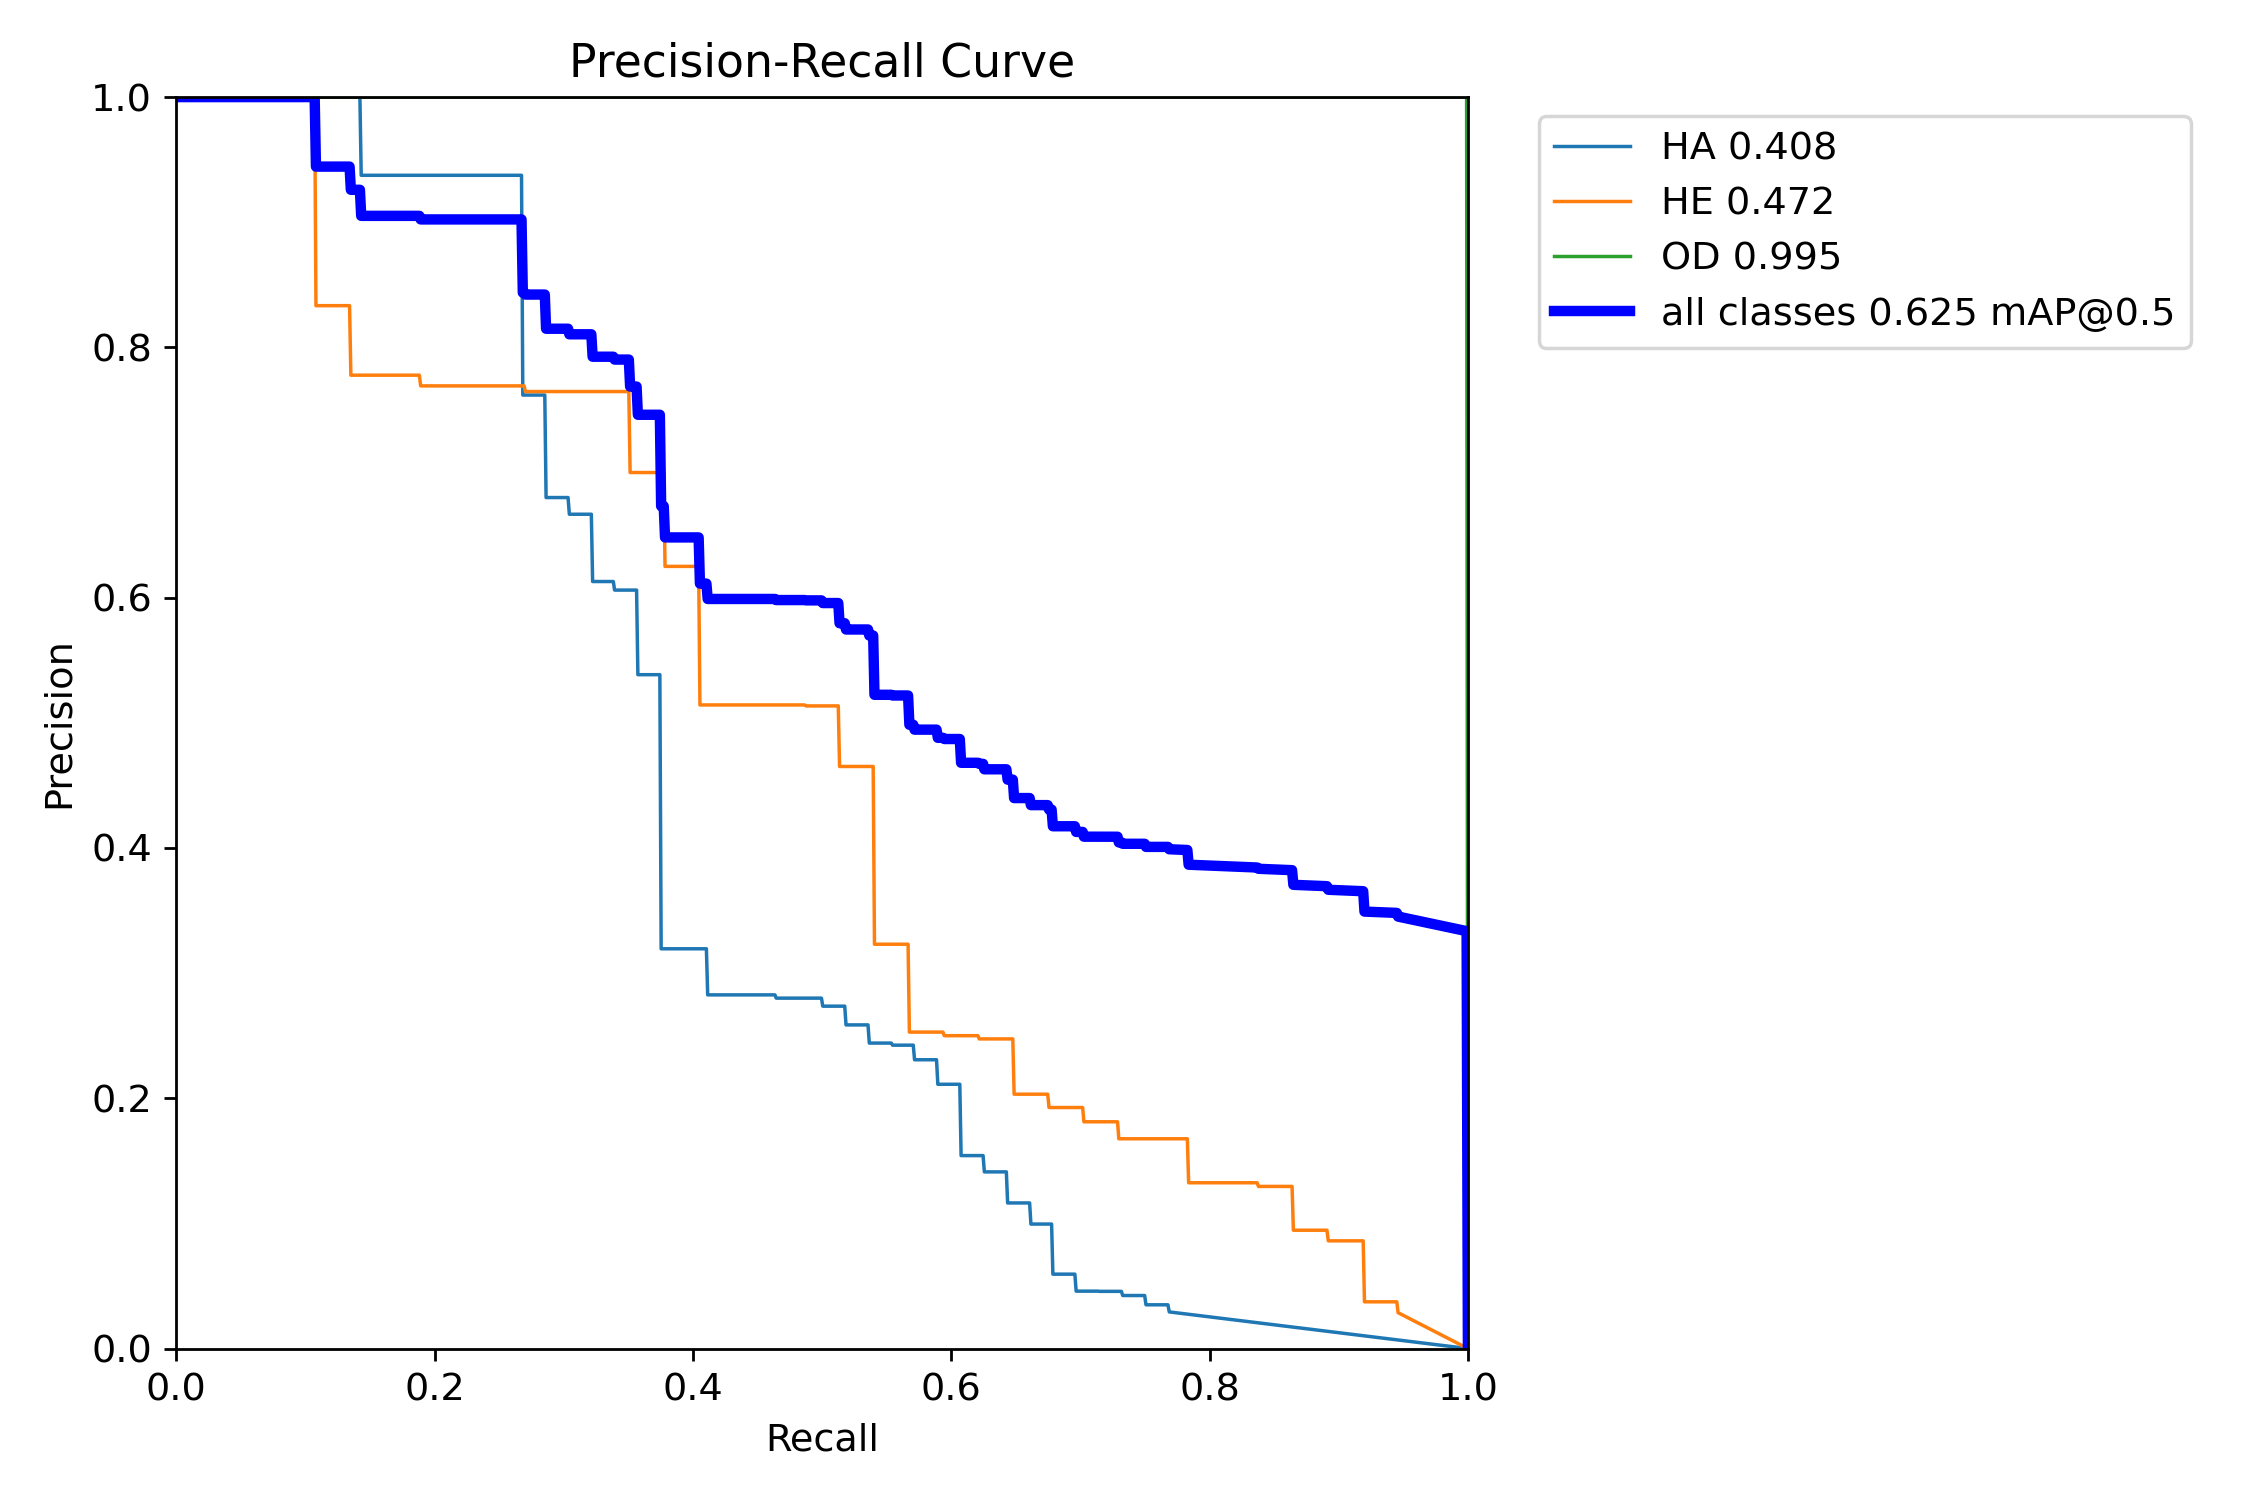 Precision-Recall Curve
1.0
0.8
0.6
0.4
0.2
0.0
Precision
0.0 0.2 0.4 0.6 0.8 1.0
Recall
HA 0.408
HE 0.472
OD 0.995
all classes 0.625 mAP@0.5